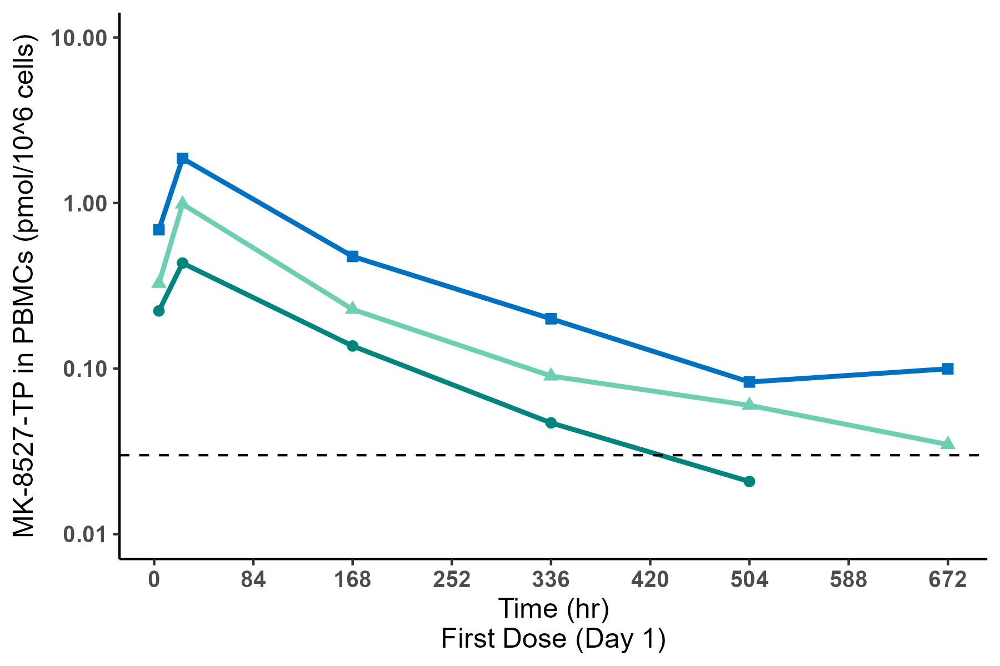 MK-8527-TP in PBMCs (pmol/10^6 cells)
10.00
1.00
0.10
0.01
0 84 168 252 336 420 504 588 672
Time (hr)
First Dose (Day 1)